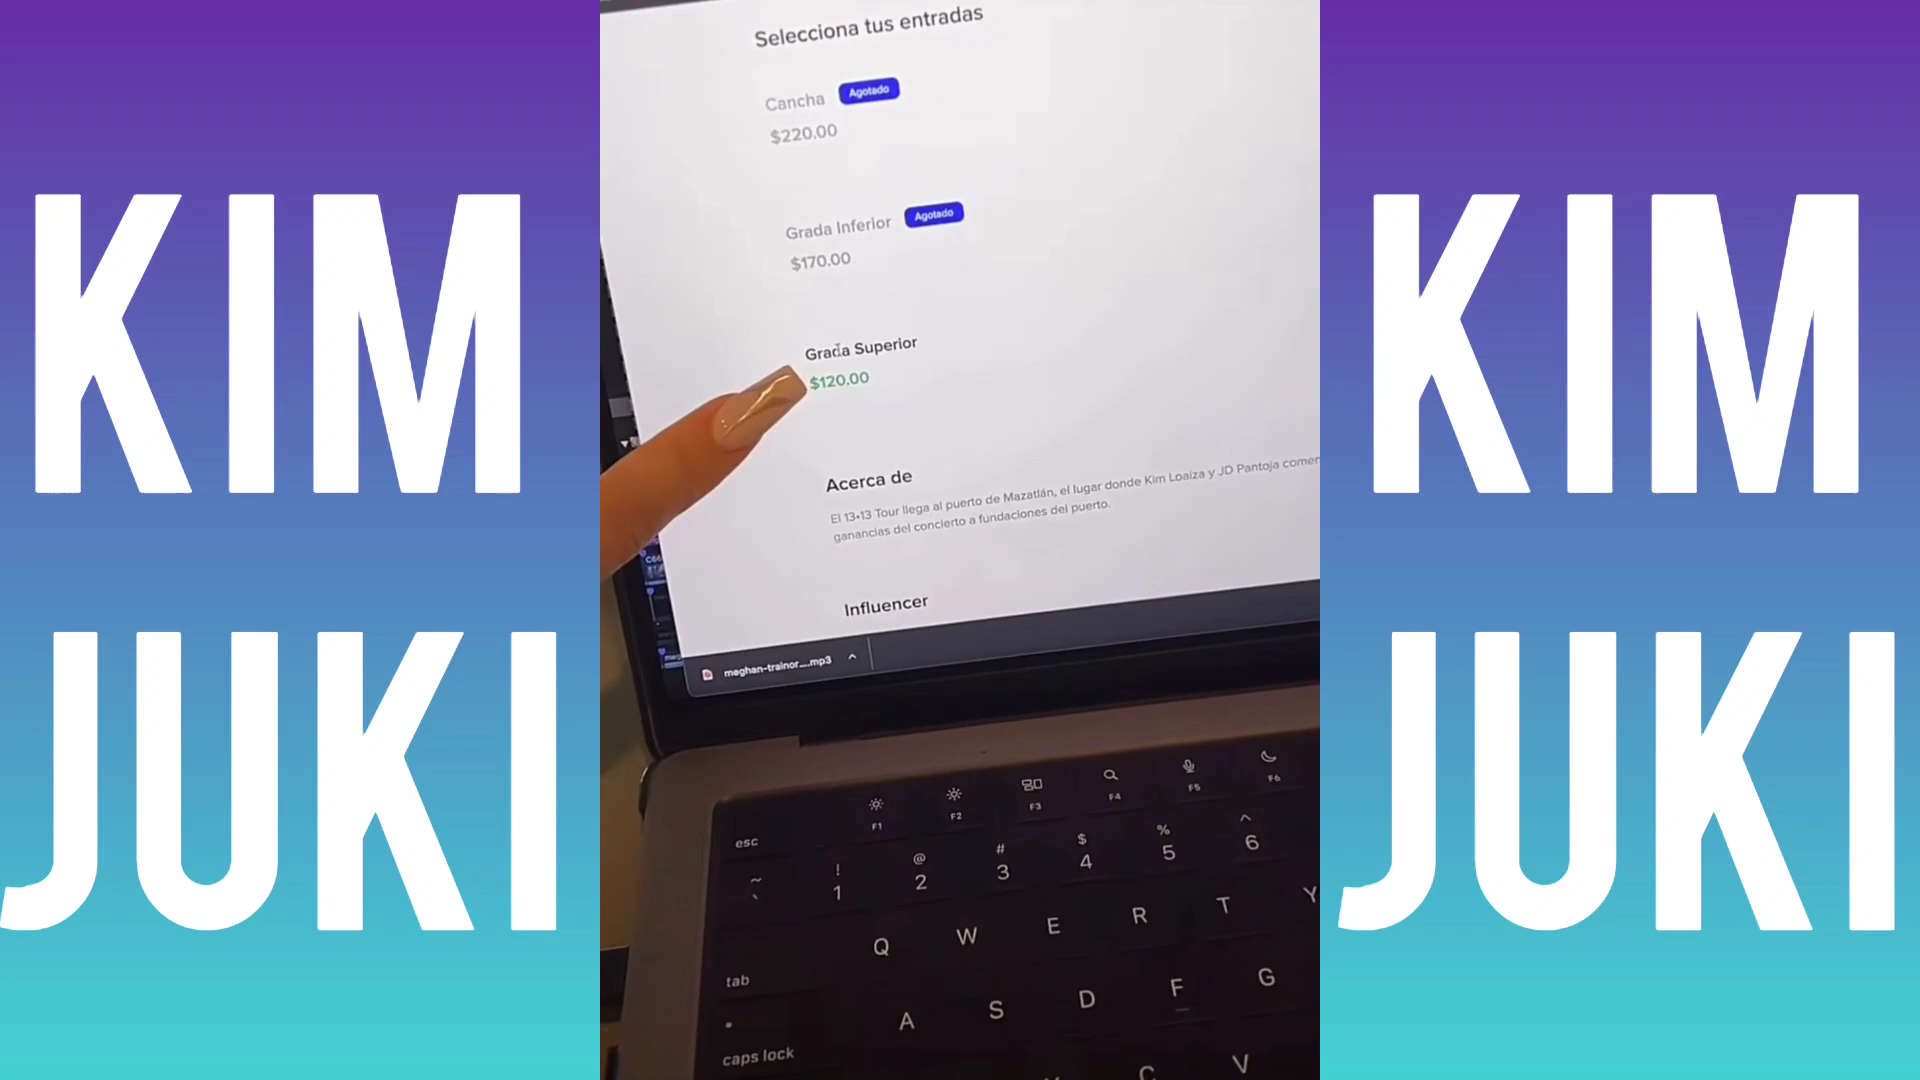 KIM
JUKI
Selecciona tus entradas
Cancha Agotado
$220.00
Grada Inferior Agotado
$170.00
Grada Superior
$120.00
Acerca de
El 13•13 Tour llega al puerto de Mazatlán, el lugar donde Kim Loaiza y JD Pantoja
ganancias del concierto a fundaciones del puerto.
Influencer
meghan-trainor-....mp3
F1 F2 F3 F4 F5 F6
esc
~ ! @ # $ % ^
` 1 2 3 4 5 6
tab Q W E R T Y
caps lock A S D F G
C V
KIM
JUKI